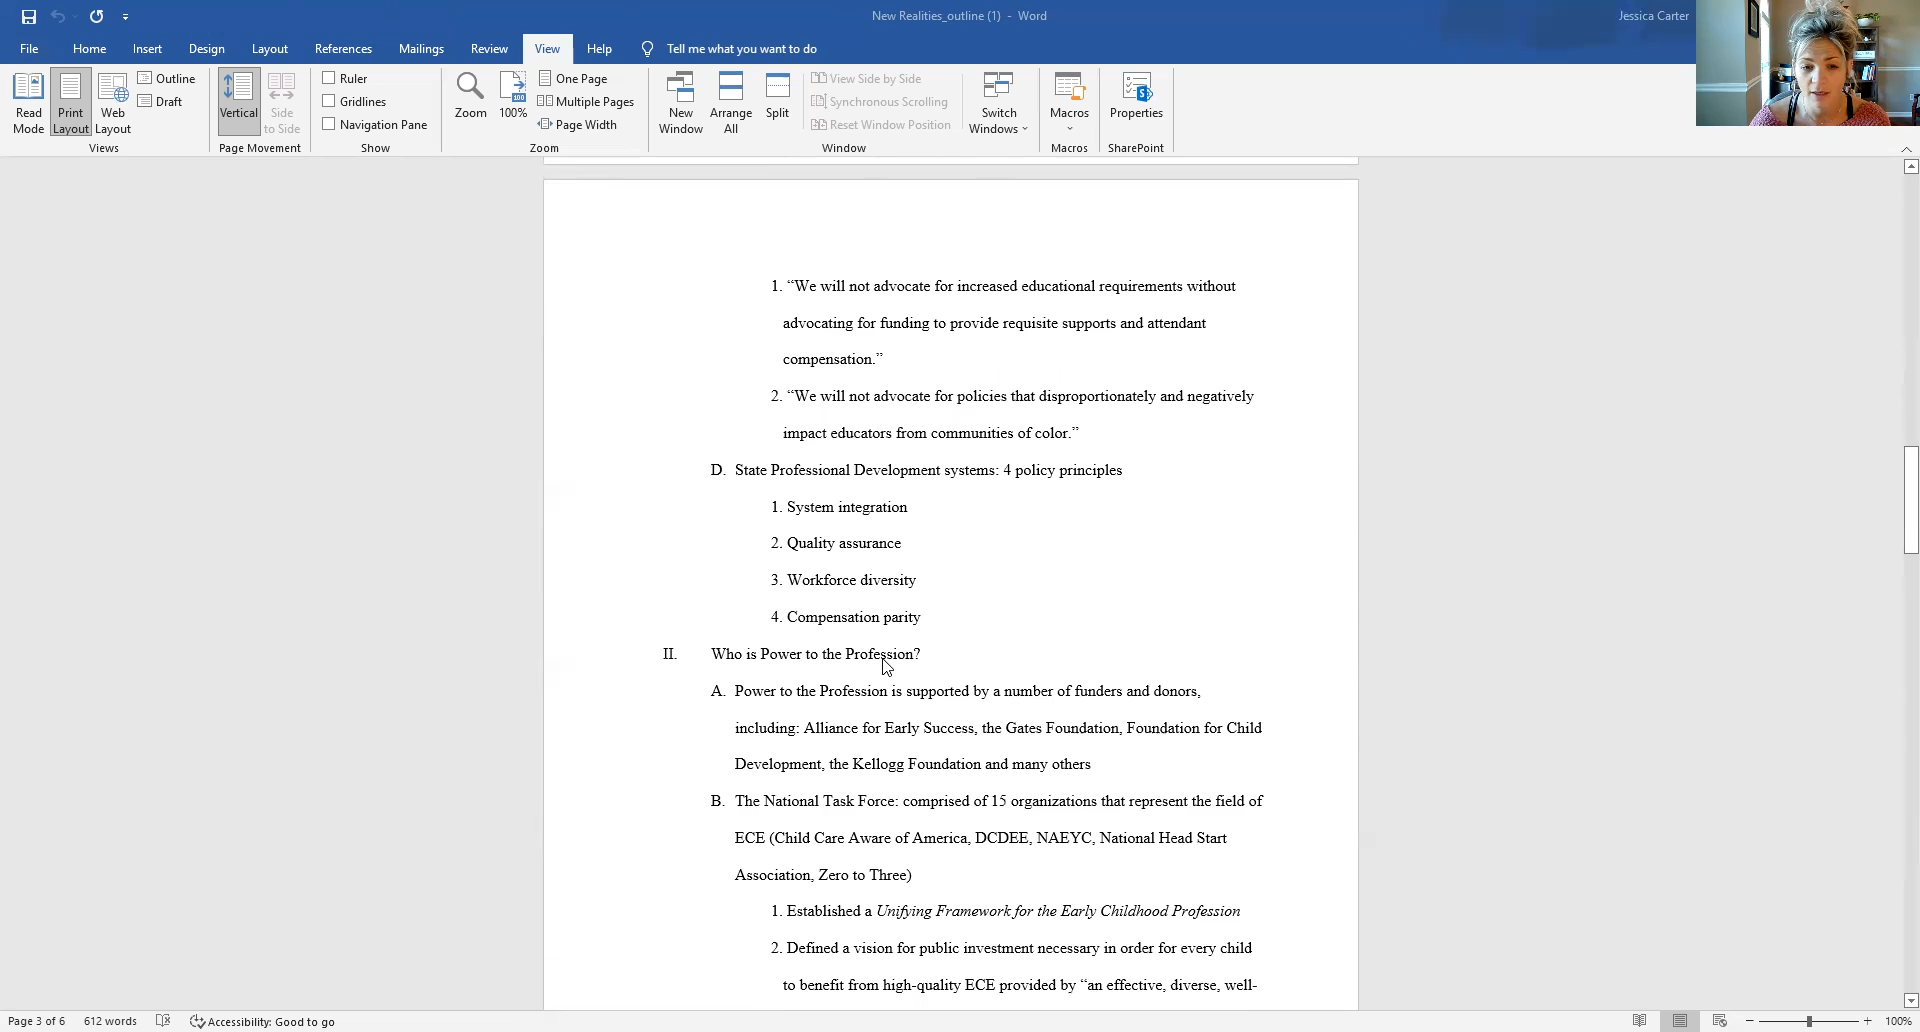 New Realities_outline (1) - Word
Jessica Carter
File Home Insert Design Layout References Mailings Review View Help Tell me what you want to do
Read Mode
Print Layout
Web Layout
Outline
Draft
Views
Vertical
Side to Side
Page Movement
Ruler
Gridlines
Navigation Pane
Show
Zoom
100
100%
One Page
Multiple Pages
Page Width
Zoom
New Window
Arrange All
Split
View Side by Side
Synchronous Scrolling
Reset Window Position
Switch Windows
Window
Macros
Macros
Properties
SharePoint
1. “We will not advocate for increased educational requirements without
advocating for funding to provide requisite supports and attendant
compensation.”
2. “We will not advocate for policies that disproportionately and negatively
impact educators from communities of color.”
D. State Professional Development systems: 4 policy principles
1. System integration
2. Quality assurance
3. Workforce diversity
4. Compensation parity
II. Who is Power to the Profession?
A. Power to the Profession is supported by a number of funders and donors,
including: Alliance for Early Success, the Gates Foundation, Foundation for Child
Development, the Kellogg Foundation and many others
B. The National Task Force: comprised of 15 organizations that represent the field of
ECE (Child Care Aware of America, DCDEE, NAEYC, National Head Start
Association, Zero to Three)
1. Established a Unifying Framework for the Early Childhood Profession
2. Defined a vision for public investment necessary in order for every child
to benefit from high-quality ECE provided by “an effective, diverse, well-
Page 3 of 6 612 words Accessibility: Good to go 100%